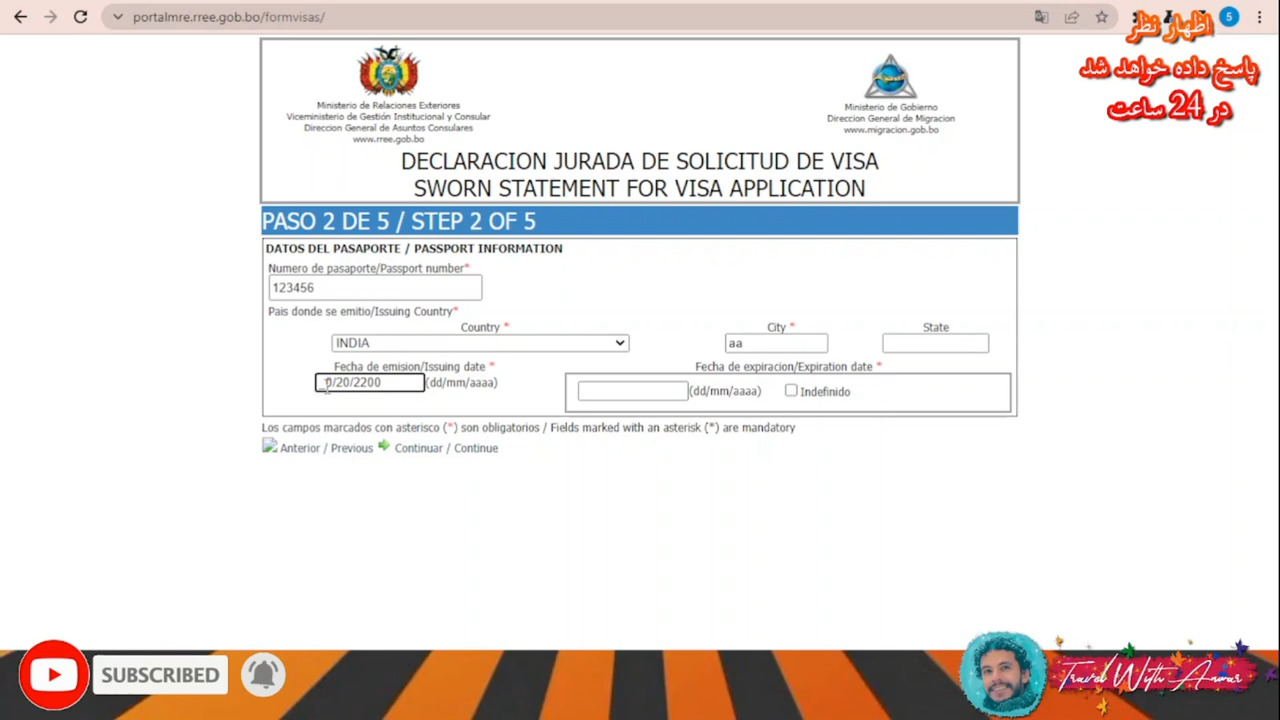 portalmre.rree.gob.bo/formvisas/
5
اظهار نظر
پاسخ داده خواهد شد
در 24 ساعت
Ministerio de Relaciones Exteriores
Viceministerio de Gestión Institucional y Consular
Direccion General de Asuntos Consulares
www.rree.gob.bo
Ministerio de Gobierno
Direccion General de Migracion
www.migracion.gob.bo
DECLARACION JURADA DE SOLICITUD DE VISA
SWORN STATEMENT FOR VISA APPLICATION
PASO 2 DE 5 / STEP 2 OF 5
DATOS DEL PASAPORTE / PASSPORT INFORMATION
Numero de pasaporte/Passport number*
123456
Pais donde se emitio/Issuing Country*
Country * City * State
INDIA aa
Fecha de emision/Issuing date * Fecha de expiracion/Expiration date *
0/20/2200 (dd/mm/aaaa) (dd/mm/aaaa) Indefinido
Los campos marcados con asterisco (*) son obligatorios / Fields marked with an asterisk (*) are mandatory
Anterior / Previous Continuar / Continue
SUBSCRIBED
Travel With Anwar